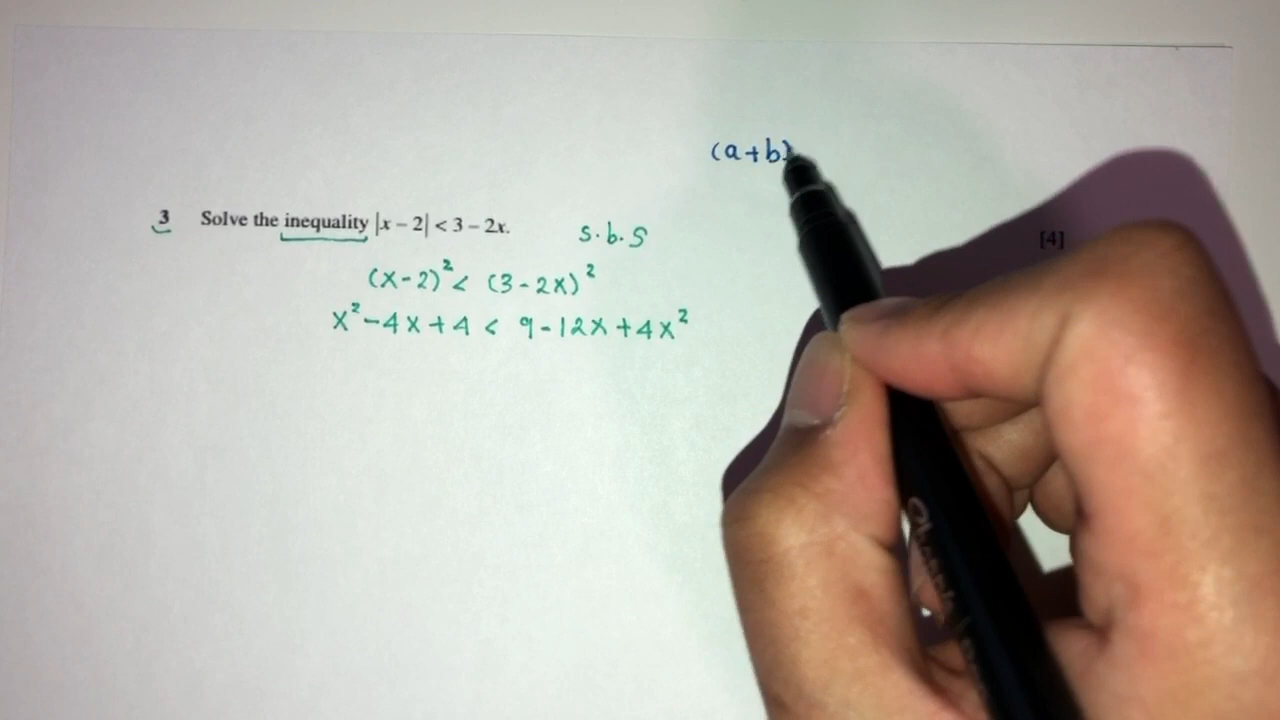 (a+b)
3 Solve the inequality |x − 2| < 3 − 2x.
s.b.s
[4]
(x-2)² < (3-2x)²
x²-4x+4 < 9-12x+4x²